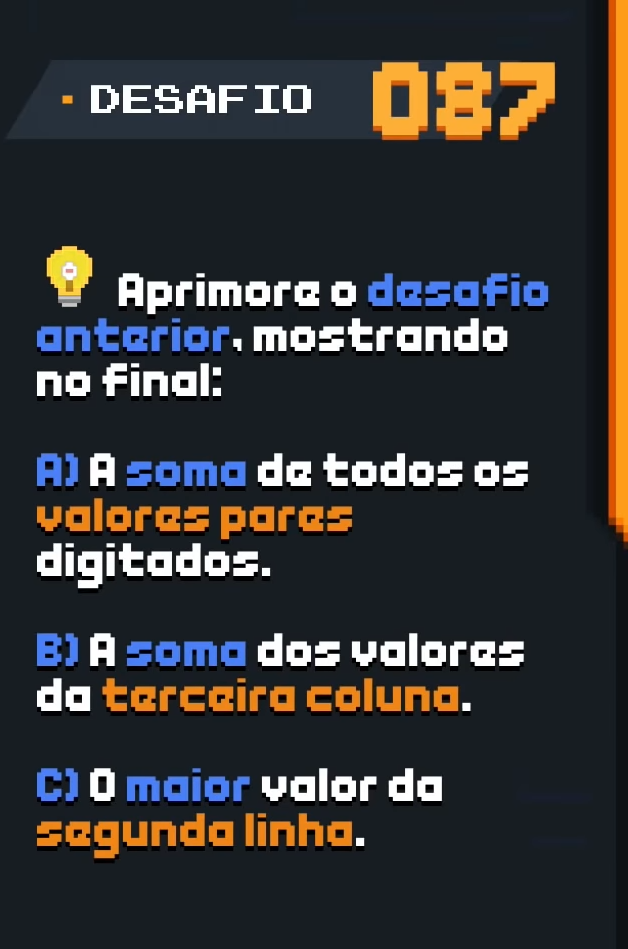 DESAFIO 087
Aprimore o desafio
anterior, mostrando
no final:
A) A soma de todos os
valores pares
digitados.
B) A soma dos valores
da terceira coluna.
C) O maior valor da
segunda linha.